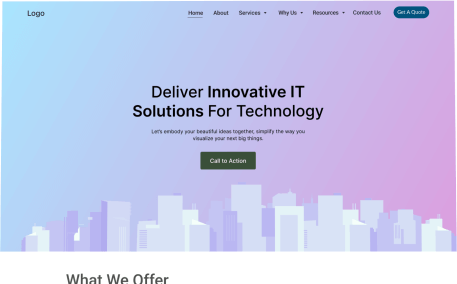 Logo
Home About Services Why Us Resources Contact Us Get A Quote
Deliver Innovative IT
Solutions For Technology
Let's embody your beautiful ideas together, simplify the way you
visualize your next big things.
Call to Action
What We Offer